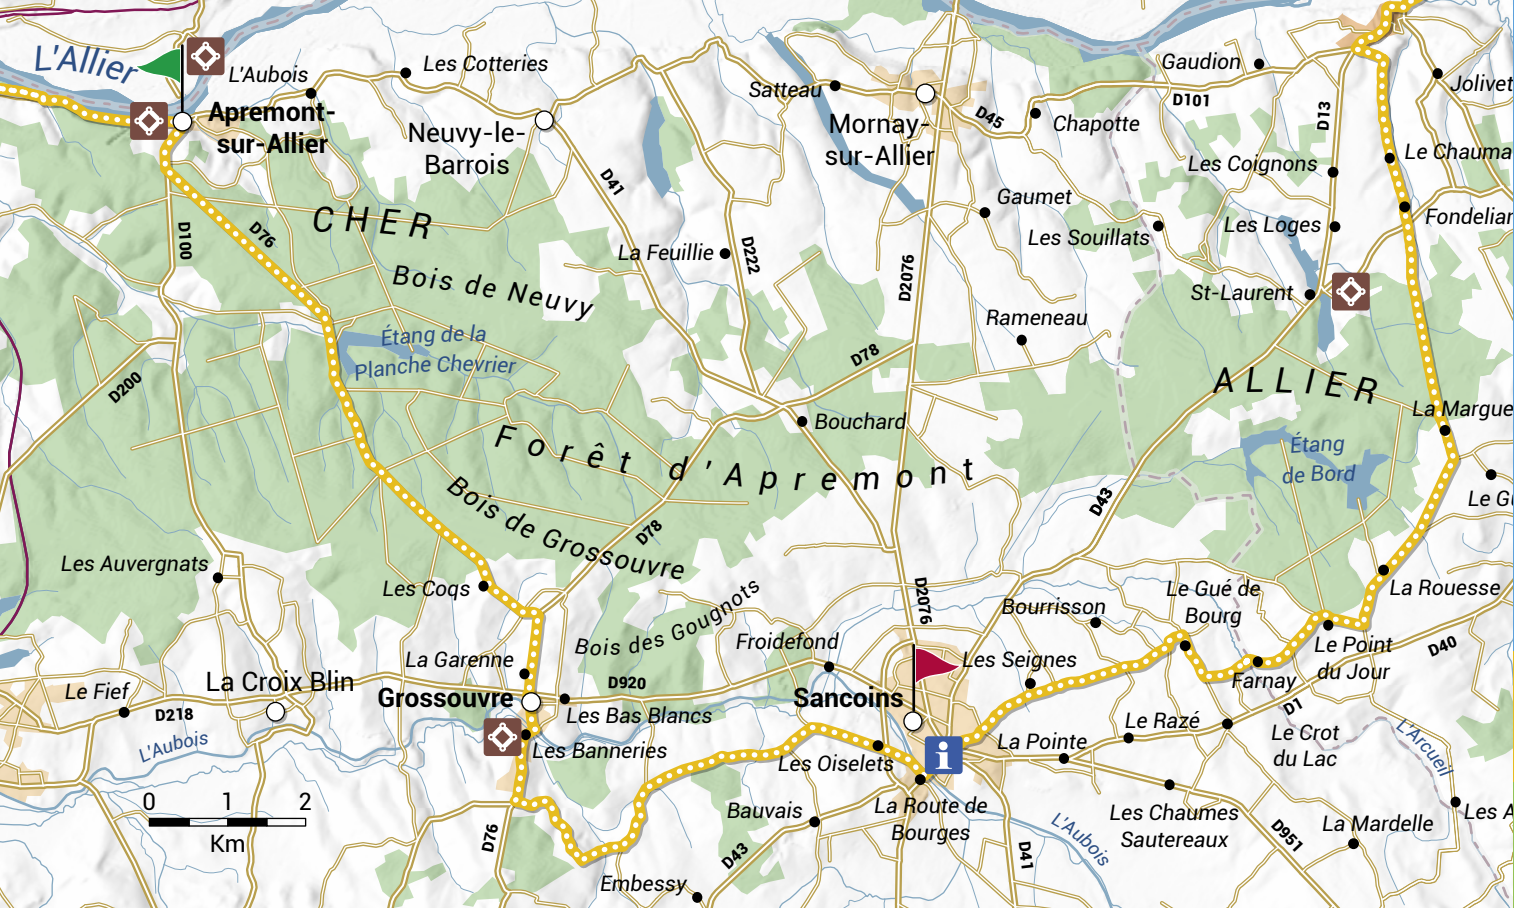 L'Allier
L'Aubois
Les Cotteries
Apremont-
sur-Allier
Neuvy-le-
Barrois
Satteau
Mornay-
sur-Allier
D45
Chapotte
Gaudion
D101
D13
Jolivet
Les Coignons
Le Chauma
D41
D100
D76
CHER
Bois de Neuvy
La Feuillie
D222
D2076
Gaumet
Les Souillats
Les Loges
Fondelian
St-Laurent
Rameneau
Étang de la
Planche Chevrier
D200
D78
Bouchard
ALLIER
La Margue
Forêt d'Apremont
Étang
de Bord
Le G
Bois de Grossouvre
D78
D43
Les Auvergnats
Les Coqs
D2076
La Rouesse
Bois des Gougnots
Froidefond
Bourrisson
Le Gué de
Bourg
Le Point
du Jour
D40
La Garenne
Les Seignes
Farnay
D1
Le Fief
La Croix Blin
D218
L'Aubois
Grossouvre
D920
Les Bas Blancs
Sancoins
Les Banneries
Les Oiselets
La Pointe
Le Razé
Le Crot
du Lac
L'Arcueil
0 1 2
Km
D76
Bauvais
La Route de
Bourges
D43
Embessy
D41
L'Aubois
Les Chaumes
Sautereaux
D951
La Mardelle
Les A
i